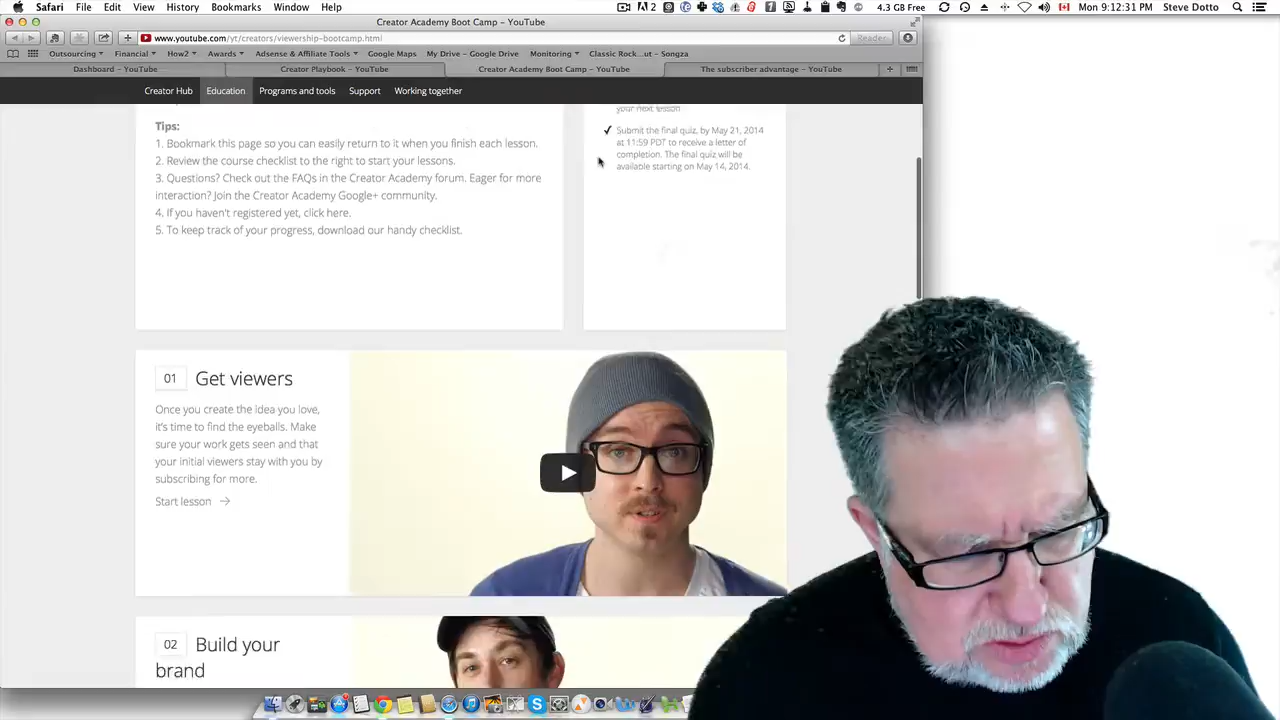 Safari File Edit View History Bookmarks Window Help
2 4.3 GB Free Mon 9:12:31 PM Steve Dotto
Creator Academy Boot Camp – YouTube
www.youtube.com/yt/creators/viewership-bootcamp.html Reader
Outsourcing Financial How2 Awards Adsense & Affiliate Tools Google Maps My Drive – Google Drive Monitoring Classic Rock...ut – Songza
Dashboard – YouTube Creator Playbook – YouTube Creator Academy Boot Camp – YouTube The subscriber advantage – YouTube
Creator Hub Education Programs and tools Support Working together
your next lesson
Submit the final quiz, by May 21, 2014
at 11:59 PDT to receive a letter of
completion. The final quiz will be
available starting on May 14, 2014.
Tips:
1. Bookmark this page so you can easily return to it when you finish each lesson.
2. Review the course checklist to the right to start your lessons.
3. Questions? Check out the FAQs in the Creator Academy forum. Eager for more
interaction? Join the Creator Academy Google+ community.
4. If you haven't registered yet, click here.
5. To keep track of your progress, download our handy checklist.
01 Get viewers
Once you create the idea you love,
it's time to find the eyeballs. Make
sure your work gets seen and that
your initial viewers stay with you by
subscribing for more.
Start lesson
02 Build your
brand